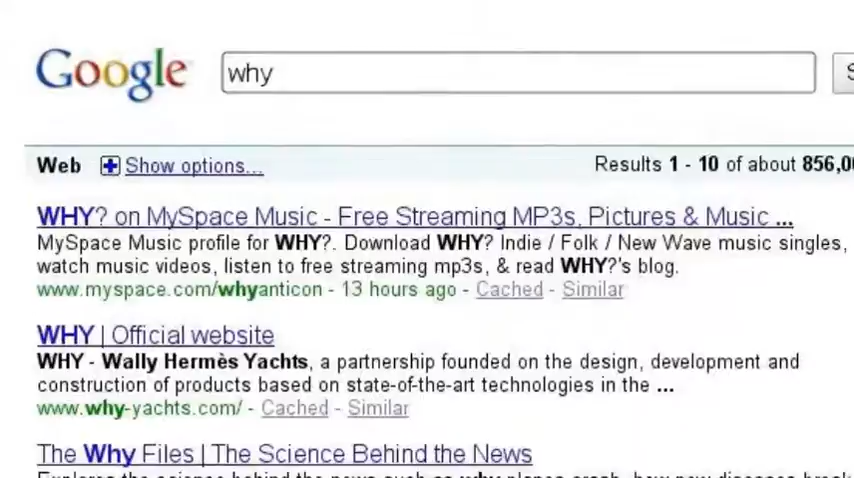 Google
why
Web Show options... Results 1 - 10 of about 856,0
WHY? on MySpace Music - Free Streaming MP3s, Pictures & Music ...
MySpace Music profile for WHY?. Download WHY? Indie / Folk / New Wave music singles,
watch music videos, listen to free streaming mp3s, & read WHY?'s blog.
www.myspace.com/whyanticon - 13 hours ago - Cached - Similar
WHY | Official website
WHY - Wally Hermès Yachts, a partnership founded on the design, development and
construction of products based on state-of-the-art technologies in the ...
www.why-yachts.com/ - Cached - Similar
The Why Files | The Science Behind the News